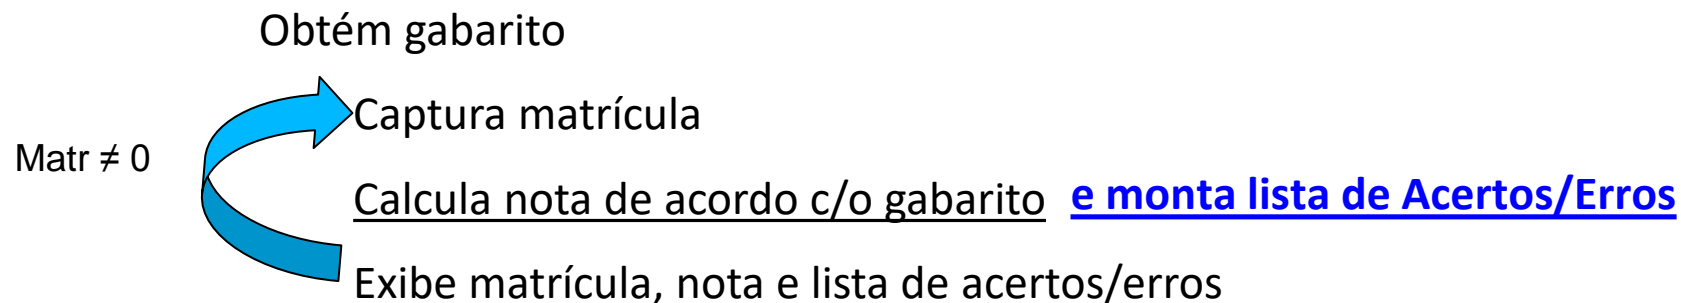 Obtém gabarito
Captura matrícula
Matr ≠ 0
Calcula nota de acordo c/o gabarito e monta lista de Acertos/Erros
Exibe matrícula, nota e lista de acertos/erros